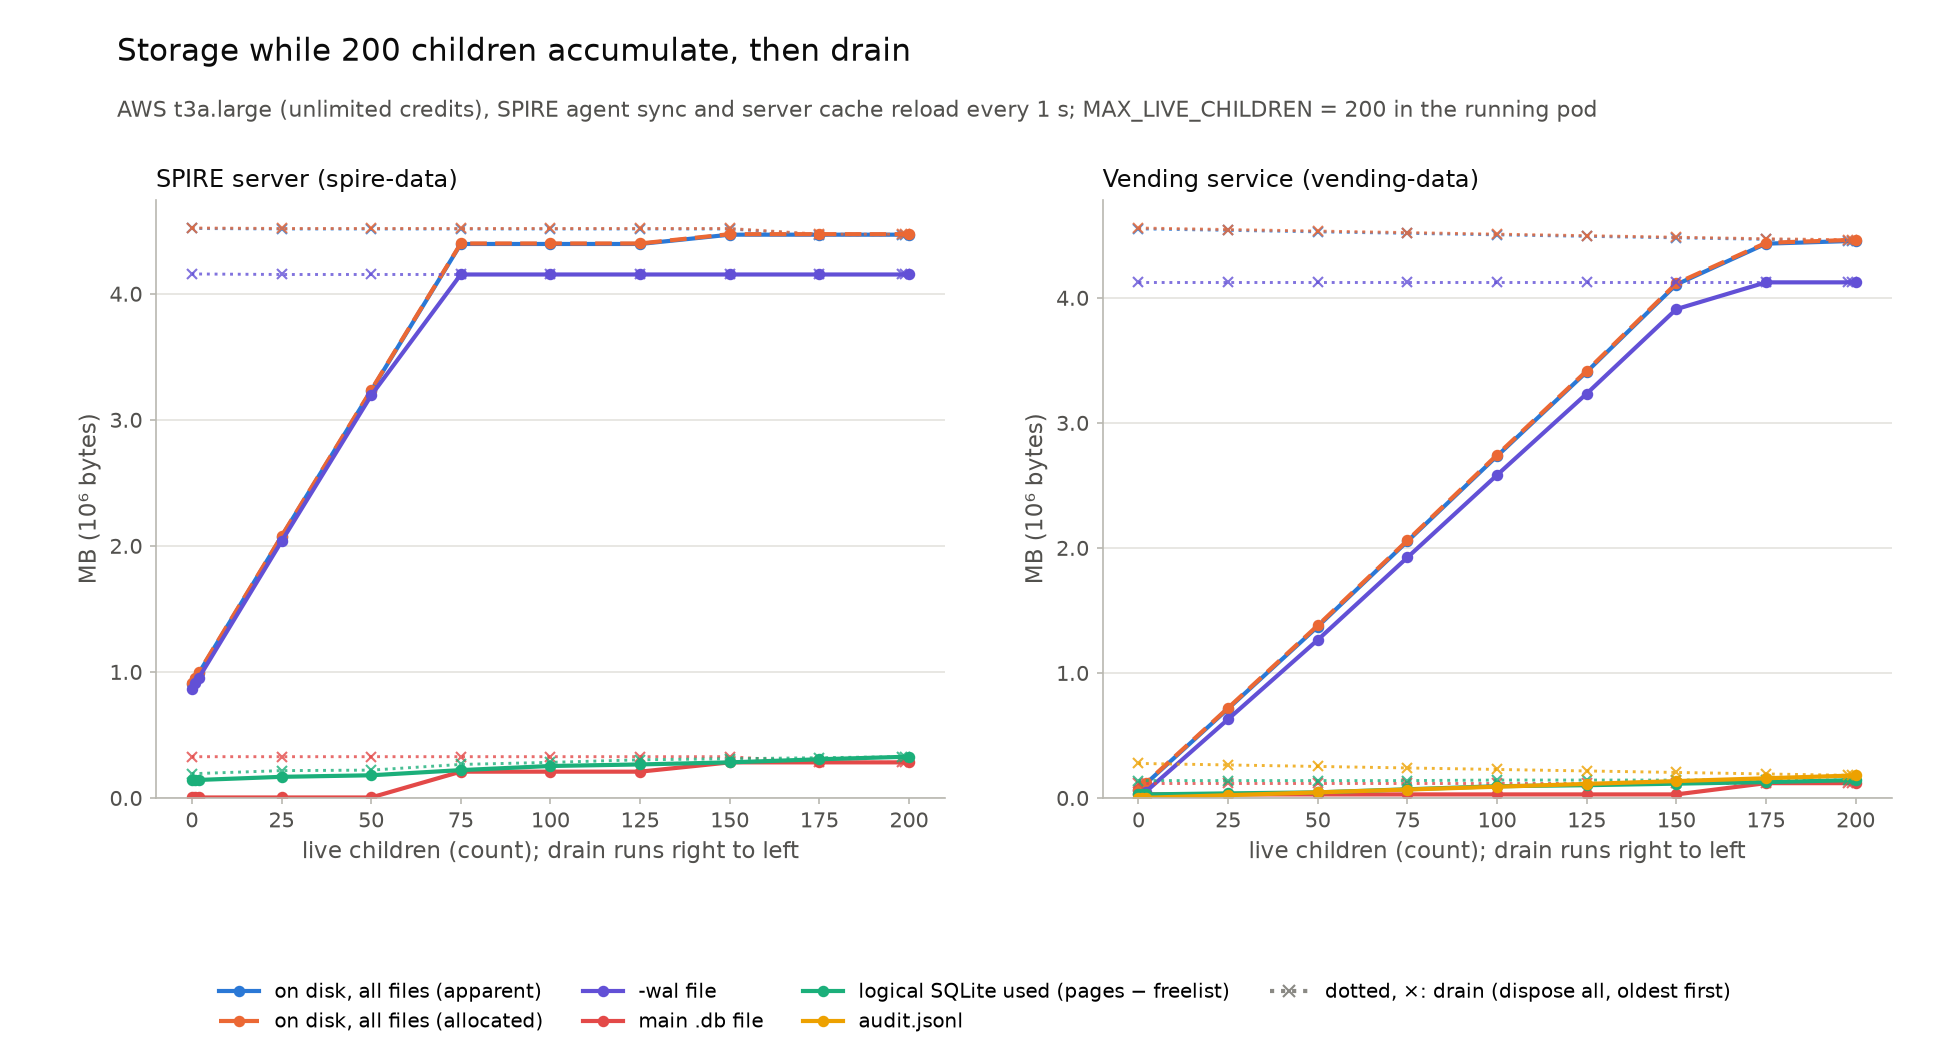 Storage while 200 children accumulate, then drain
AWS t3a.large (unlimited credits), SPIRE agent sync and server cache reload every 1 s; MAX_LIVE_CHILDREN = 200 in the running pod
SPIRE server (spire-data)
MB (10⁶ bytes)
4.0
3.0
2.0
1.0
0.0
0 25 50 75 100 125 150 175 200
live children (count); drain runs right to left
Vending service (vending-data)
MB (10⁶ bytes)
4.0
3.0
2.0
1.0
0.0
0 25 50 75 100 125 150 175 200
live children (count); drain runs right to left
on disk, all files (apparent)
on disk, all files (allocated)
-wal file
main .db file
logical SQLite used (pages − freelist)
audit.jsonl
dotted, ×: drain (dispose all, oldest first)